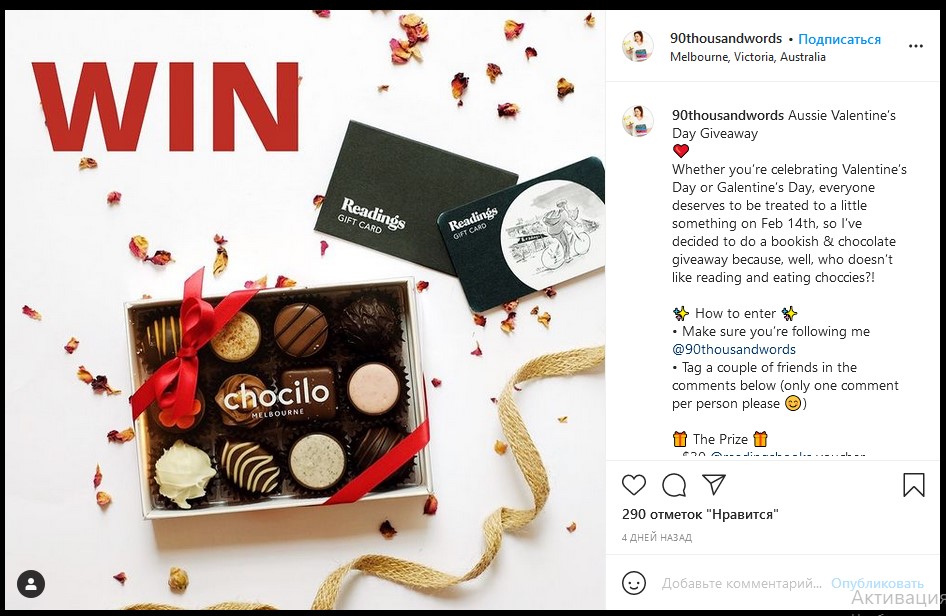 WIN
Readings
GIFT CARD
Readings
GIFT CARD
chocilo
MELBOURNE
90thousandwords • Подписаться
Melbourne, Victoria, Australia
90thousandwords Aussie Valentine's
Day Giveaway
❤️
Whether you're celebrating Valentine's
Day or Galentine's Day, everyone
deserves to be treated to a little
something on Feb 14th, so I've
decided to do a bookish & chocolate
giveaway because, well, who doesn't
like reading and eating choccies?!
✨ How to enter ✨
• Make sure you're following me
@90thousandwords
• Tag a couple of friends in the
comments below (only one comment
per person please 😊)
🎁 The Prize 🎁
• $30 @readingsbooks voucher
290 отметок "Нравится"
4 ДНЕЙ НАЗАД
Добавьте комментарий... Опубликовать
Активация